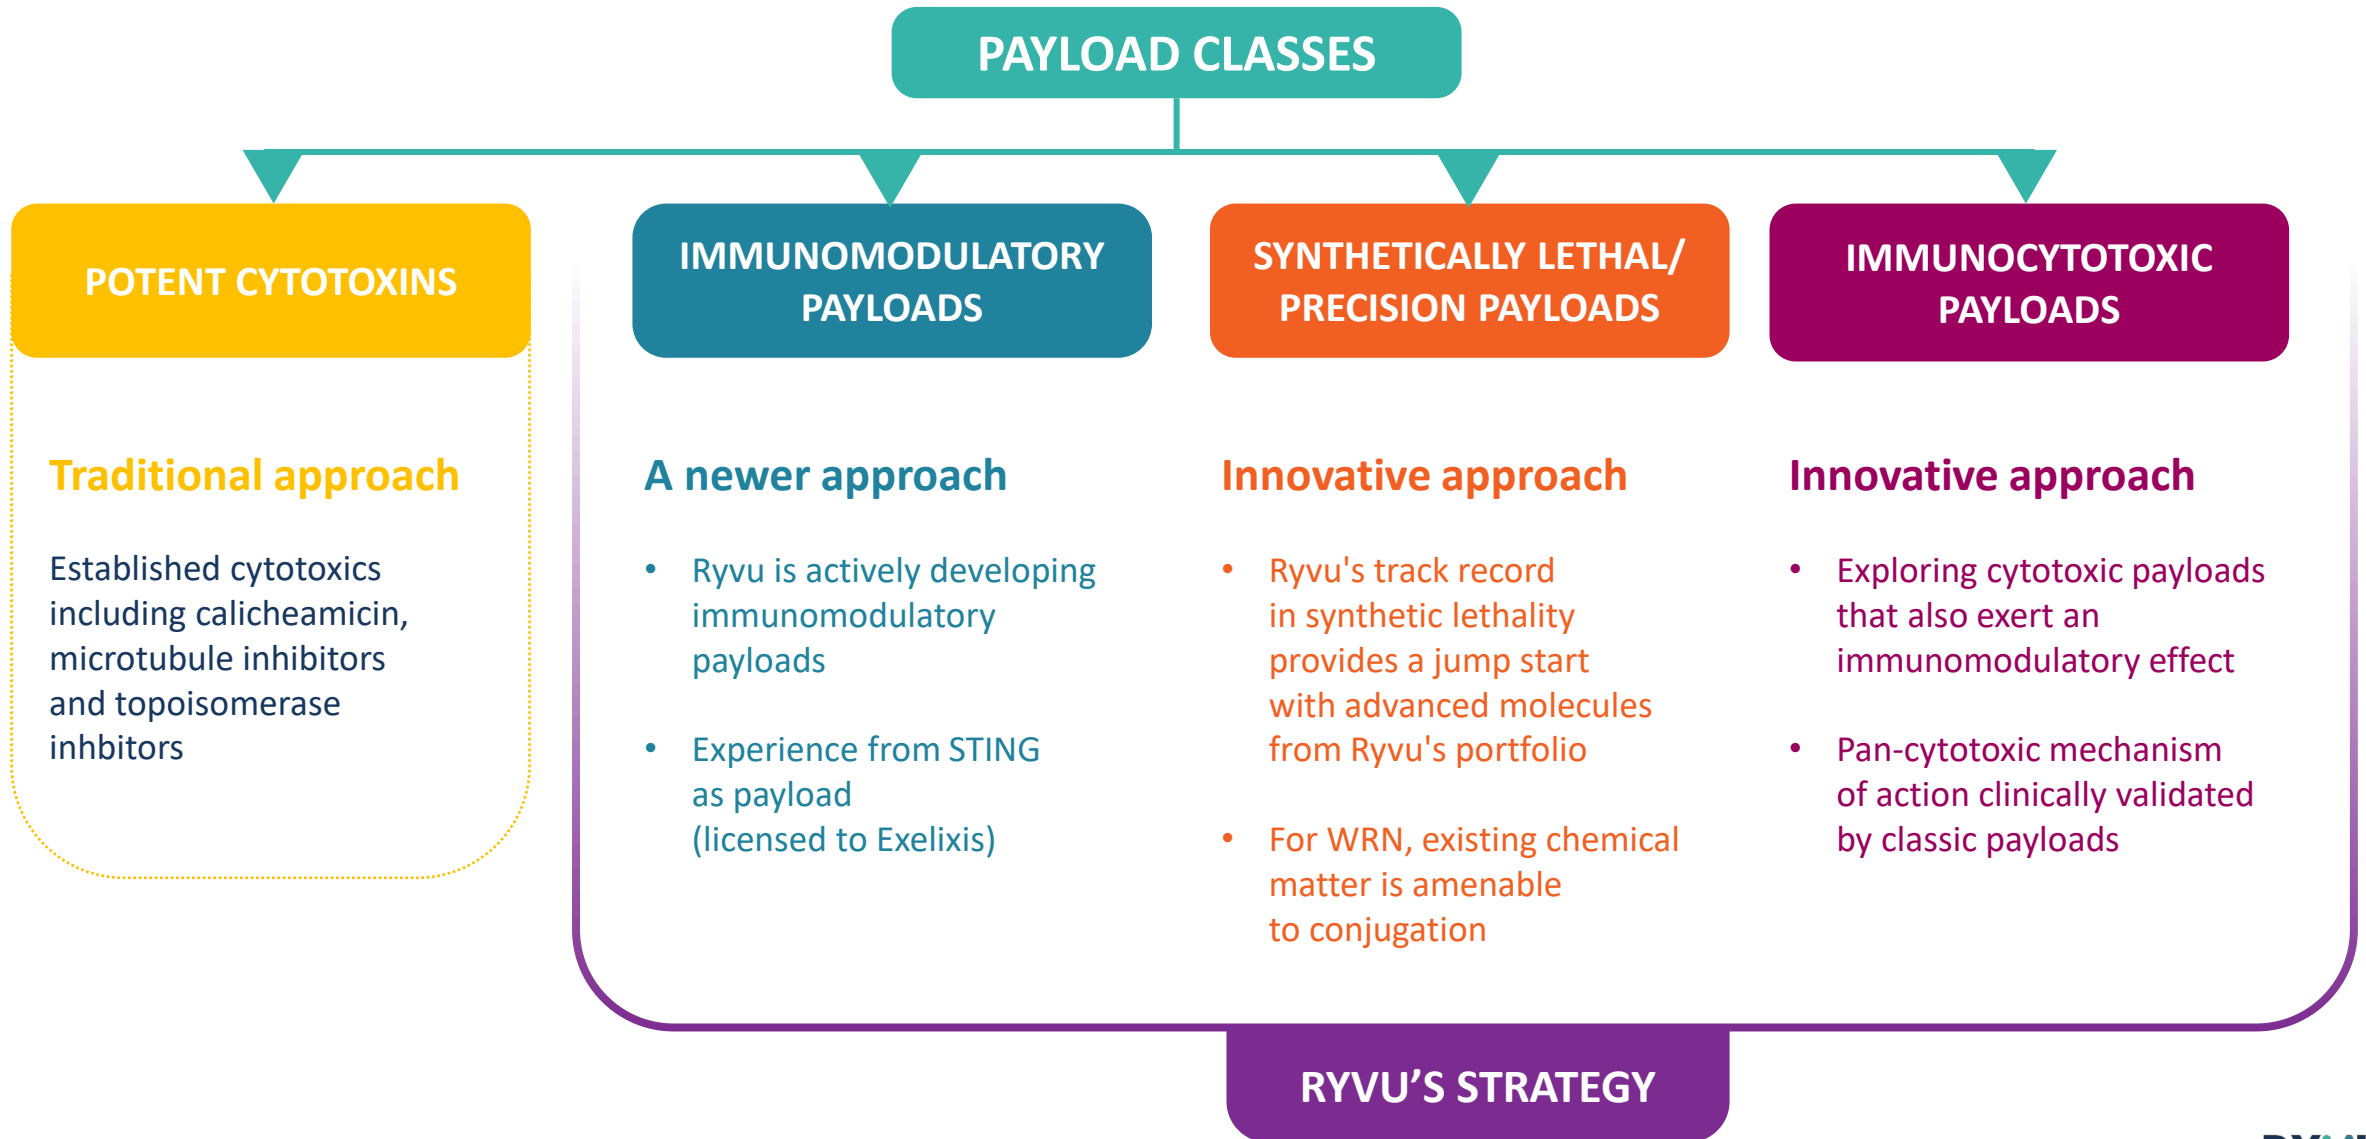 PAYLOAD CLASSES
POTENT CYTOTOXINS
Traditional approach
Established cytotoxics
including calicheamicin,
microtubule inhibitors
and topoisomerase
inhbitors
IMMUNOMODULATORY
PAYLOADS
A newer approach
• Ryvu is actively developing
immunomodulatory
payloads
• Experience from STING
as payload
(licensed to Exelixis)
SYNTHETICALLY LETHAL/
PRECISION PAYLOADS
Innovative approach
• Ryvu's track record
in synthetic lethality
provides a jump start
with advanced molecules
from Ryvu's portfolio
• For WRN, existing chemical
matter is amenable
to conjugation
IMMUNOCYTOTOXIC
PAYLOADS
Innovative approach
• Exploring cytotoxic payloads
that also exert an
immunomodulatory effect
• Pan-cytotoxic mechanism
of action clinically validated
by classic payloads
RYVU’S STRATEGY